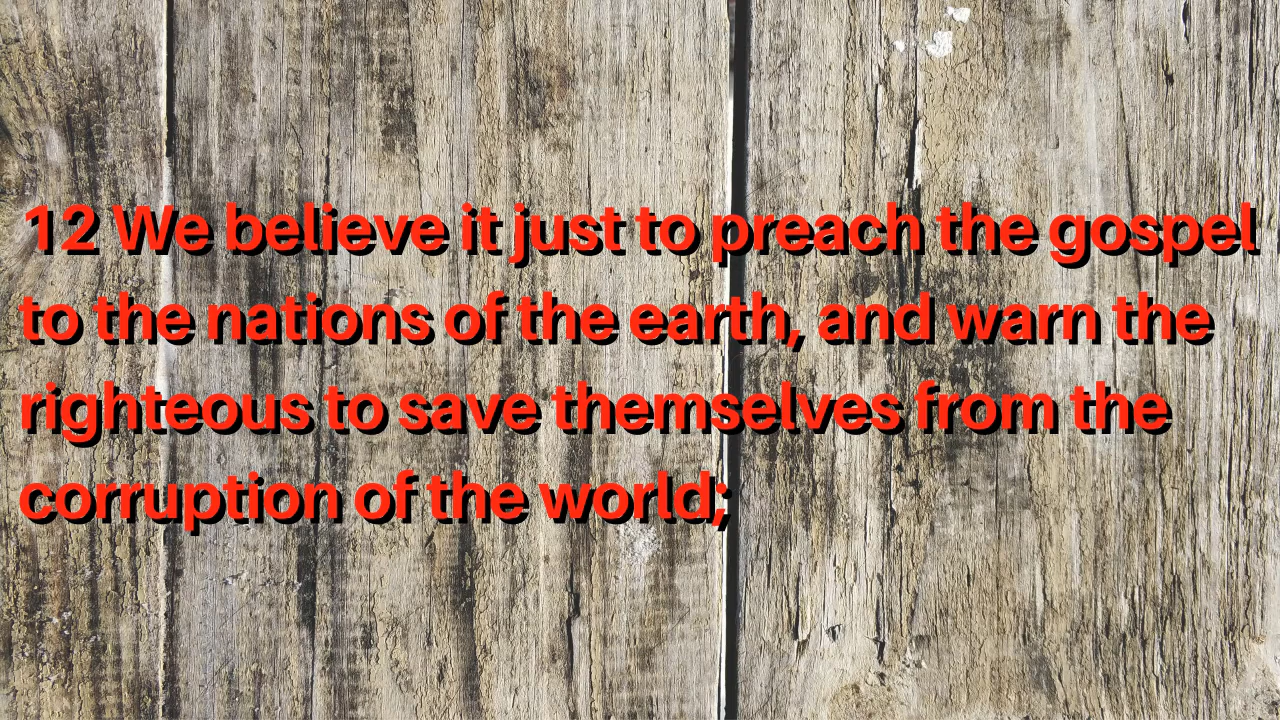 12 We believe it just to preach the gospel
to the nations of the earth, and warn the
righteous to save themselves from the
corruption of the world;